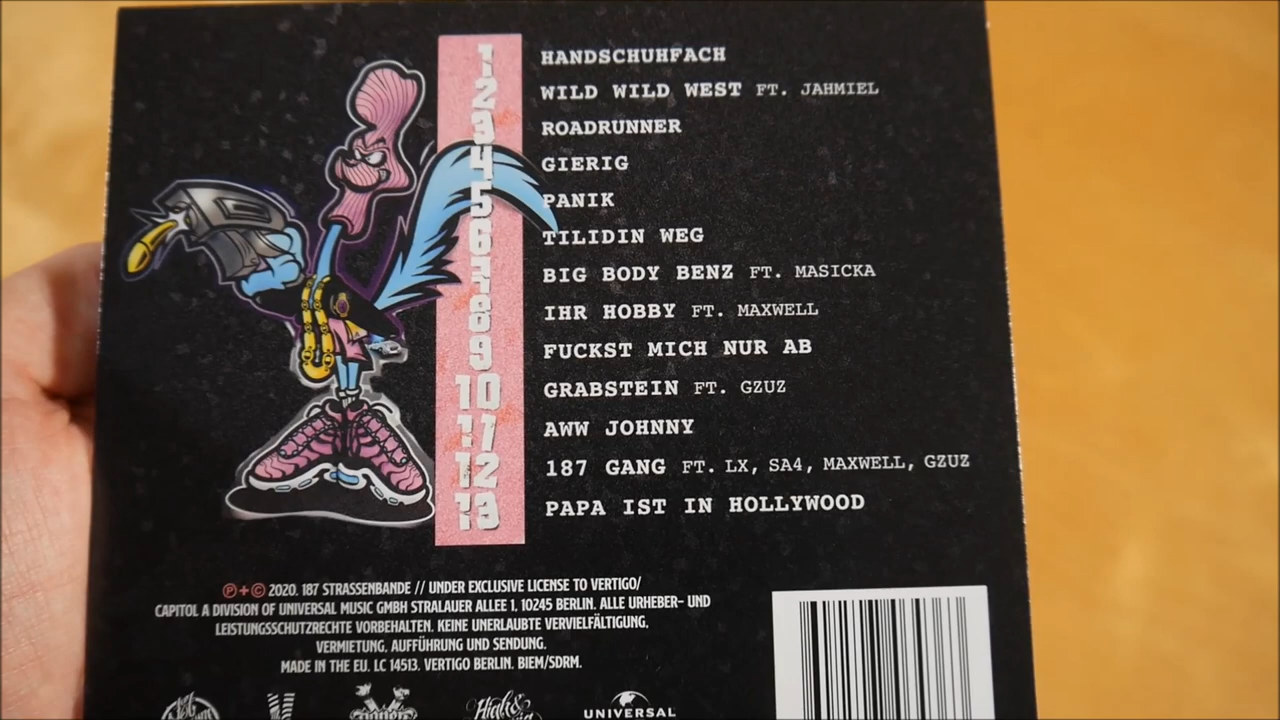 1 HANDSCHUHFACH
2 WILD WILD WEST FT. JAHMIEL
3 ROADRUNNER
4 GIERIG
5 PANIK
6 TILIDIN WEG
7 BIG BODY BENZ FT. MASICKA
8 IHR HOBBY FT. MAXWELL
9 FUCKST MICH NUR AB
10 GRABSTEIN FT. GZUZ
11 AWW JOHNNY
12 187 GANG FT. LX, SA4, MAXWELL, GZUZ
13 PAPA IST IN HOLLYWOOD
Ⓟ+© 2020. 187 STRASSENBANDE // UNDER EXCLUSIVE LICENSE TO VERTIGO/
CAPITOL A DIVISION OF UNIVERSAL MUSIC GMBH STRALAUER ALLEE 1, 10245 BERLIN. ALLE URHEBER- UND
LEISTUNGSSCHUTZRECHTE VORBEHALTEN. KEINE UNERLAUBTE VERVIELFÄLTIGUNG,
VERMIETUNG, AUFFÜHRUNG UND SENDUNG.
MADE IN THE EU. LC 14513. VERTIGO BERLIN. BIEM/SDRM.
High &
UNIVERSAL